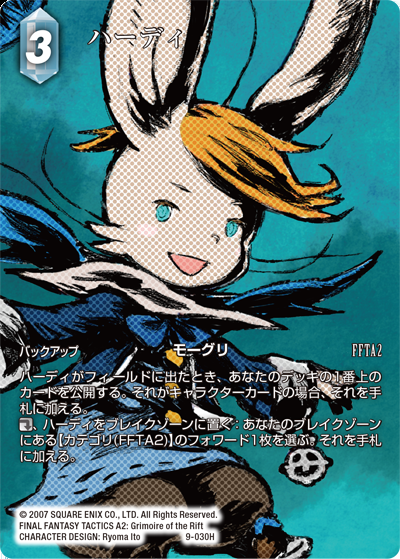 3
ハーディ
バックアップ モーグリ FFTA2
ハーディがフィールドに出たとき、あなたのデッキの1番上の
カードを公開する。それがキャラクターカードの場合、それを手
札に加える。
、ハーディをブレイクゾーンに置く:あなたのブレイクゾーン
にある【カテゴリ(FFTA2)】のフォワード1枚を選ぶ。それを手札
に加える。
© 2007 SQUARE ENIX CO., LTD. All Rights Reserved.
FINAL FANTASY TACTICS A2: Grimoire of the Rift
CHARACTER DESIGN: Ryoma Ito 9-030H